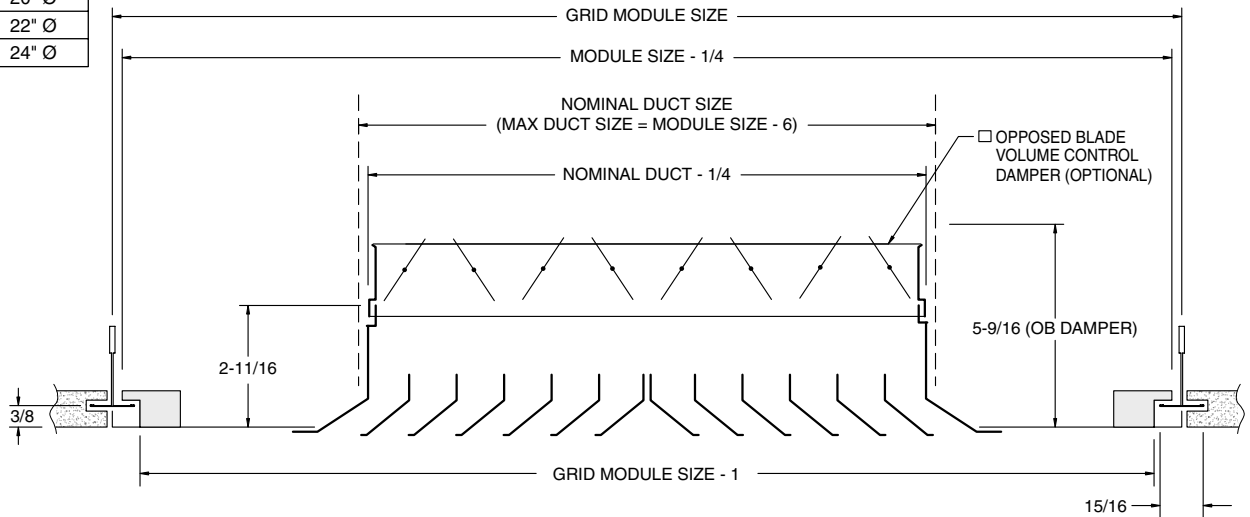 22" Ø
24" Ø
GRID MODULE SIZE
MODULE SIZE - 1/4
NOMINAL DUCT SIZE
(MAX DUCT SIZE = MODULE SIZE - 6)
☐ OPPOSED BLADE
VOLUME CONTROL
DAMPER (OPTIONAL)
NOMINAL DUCT - 1/4
5-9/16 (OB DAMPER)
2-11/16
3/8
GRID MODULE SIZE - 1
15/16